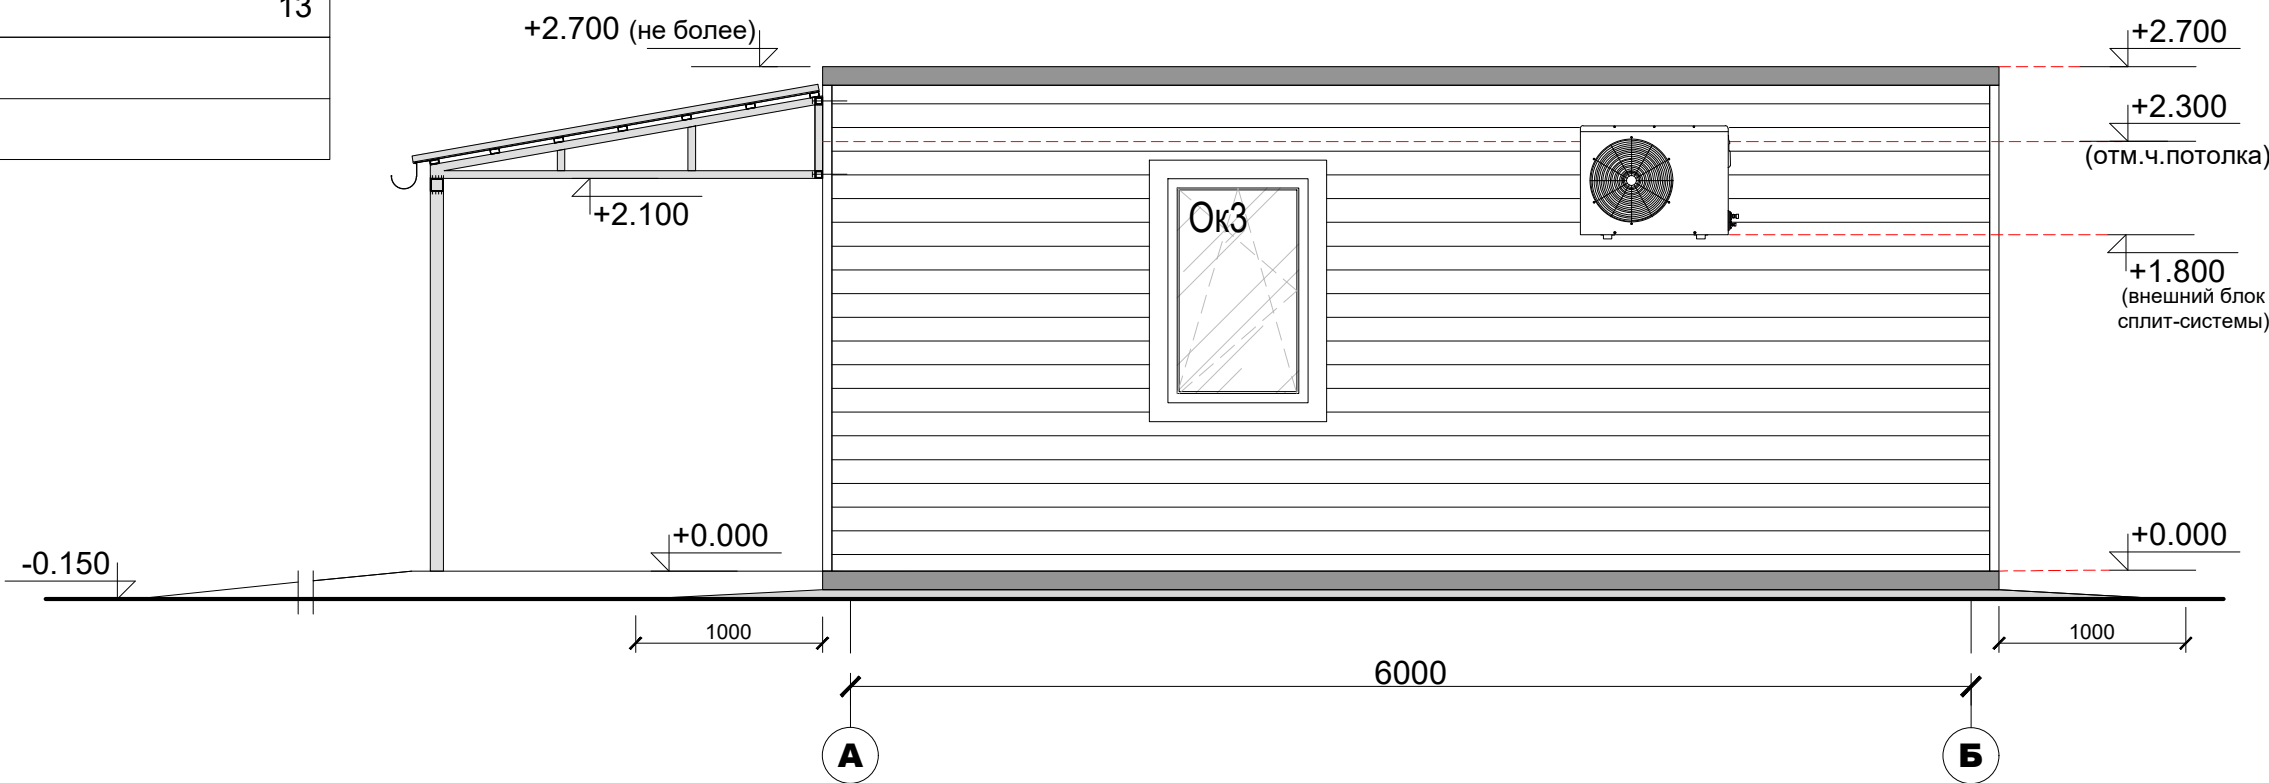 13
+2.700 (не более)
+2.700
+2.300
(отм.ч.потолка)
+2.100
Ок3
+1.800
(внешний блок
сплит-системы)
+0.000
+0.000
-0.150
1000
1000
6000
А
Б